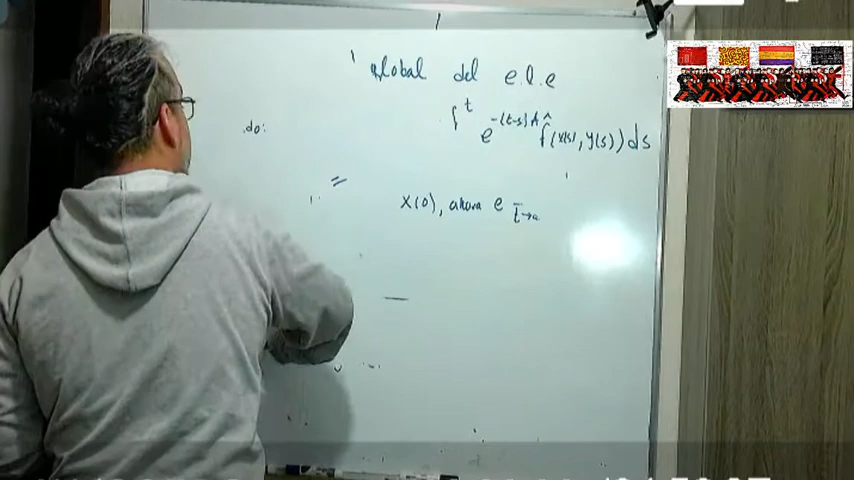 global del e.l.e
do:
∫^t e^{-(t-s)A} f̂(x(s), y(s)) ds
=
x(0), ahora e